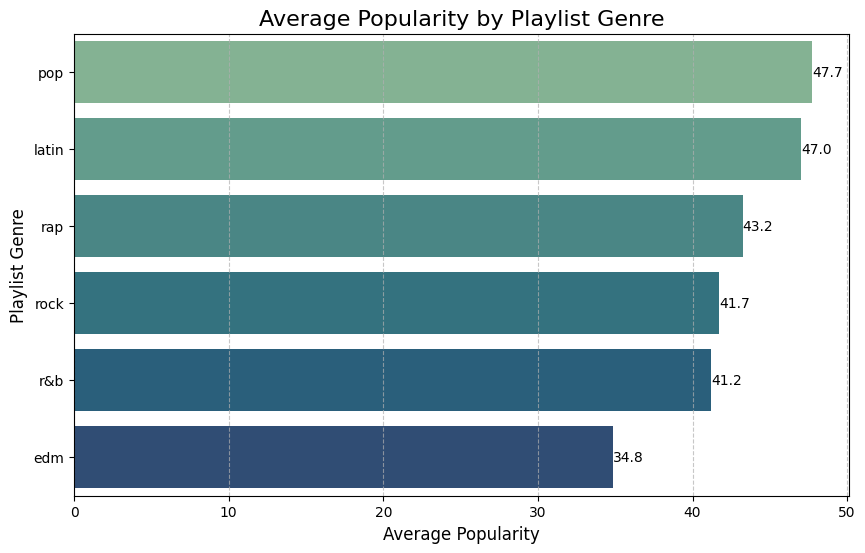 Average Popularity by Playlist Genre
Playlist Genre
pop 47.7
latin 47.0
rap 43.2
rock 41.7
r&b 41.2
edm 34.8
0 10 20 30 40 50
Average Popularity